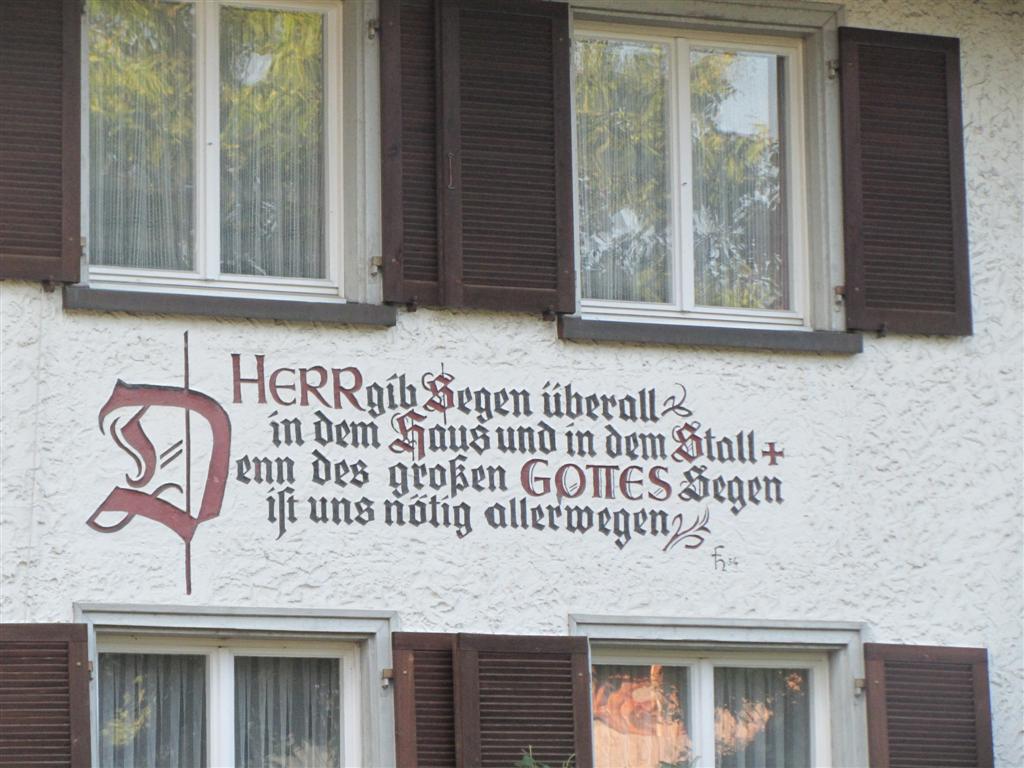 HERR gib Segen überall
in dem Haus und in dem Stall +
Denn des großen GOTTES Segen
ist uns nötig allerwegen